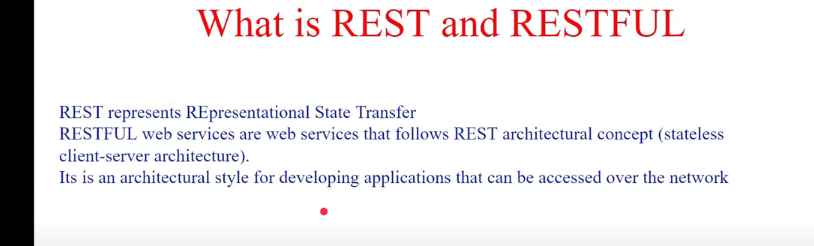 What is REST and RESTFUL
REST represents REpresentational State Transfer
RESTFUL web services are web services that follows REST architectural concept (stateless
client-server architecture).
Its is an architectural style for developing applications that can be accessed over the network